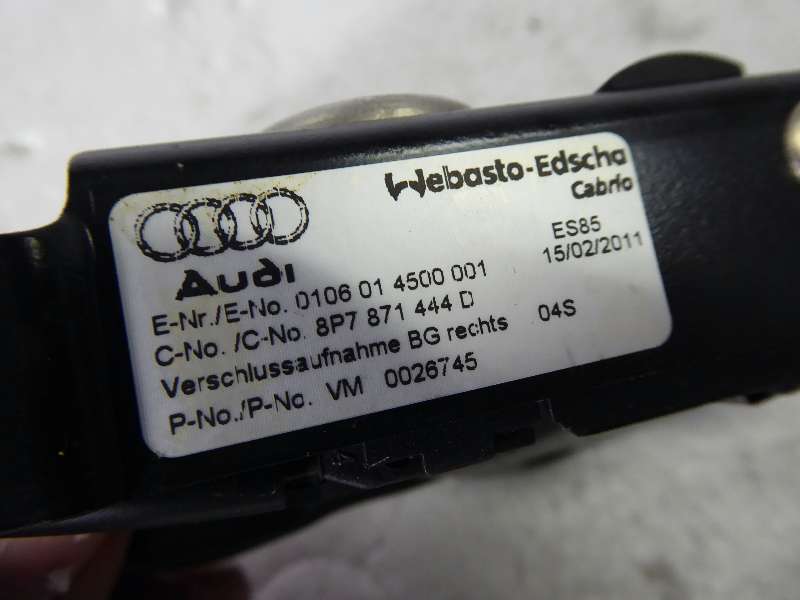 Webasto-Edscha
Cabrio
Audi
ES85
15/02/2011
E-Nr./E-No. 0106 01 4500 001
C-No./C-No. 8P7 871 444 D
Verschlussaufnahme BG rechts 04S
P-No./P-No. VM 0026745